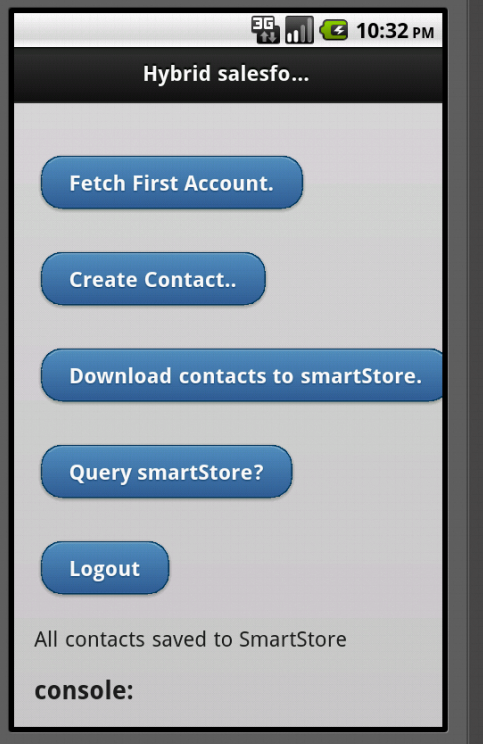 3G 10:32 PM
Hybrid salesfo...
Fetch First Account.
Create Contact..
Download contacts to smartStore.
Query smartStore?
Logout
All contacts saved to SmartStore
console: